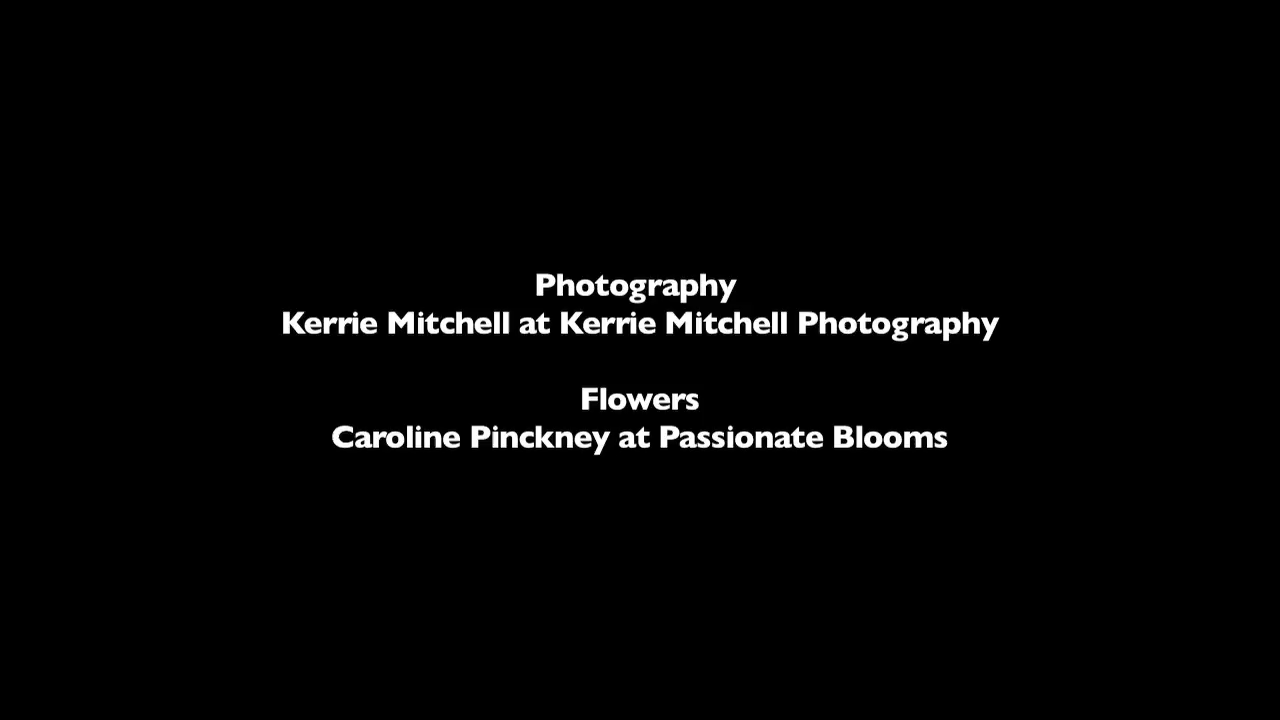 Photography
Kerrie Mitchell at Kerrie Mitchell Photography
Flowers
Caroline Pinckney at Passionate Blooms